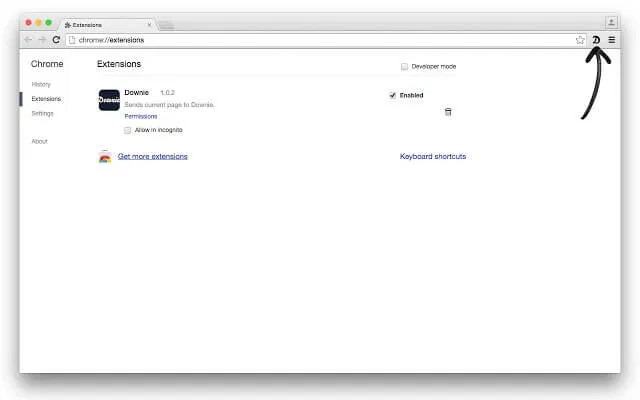 Extensions
chrome://extensions
Chrome
Extensions
Developer mode
History
Extensions
Settings
About
Downie 1.0.2
Enabled
Sends current page to Downie.
Permissions
Allow in incognito
Get more extensions
Keyboard shortcuts